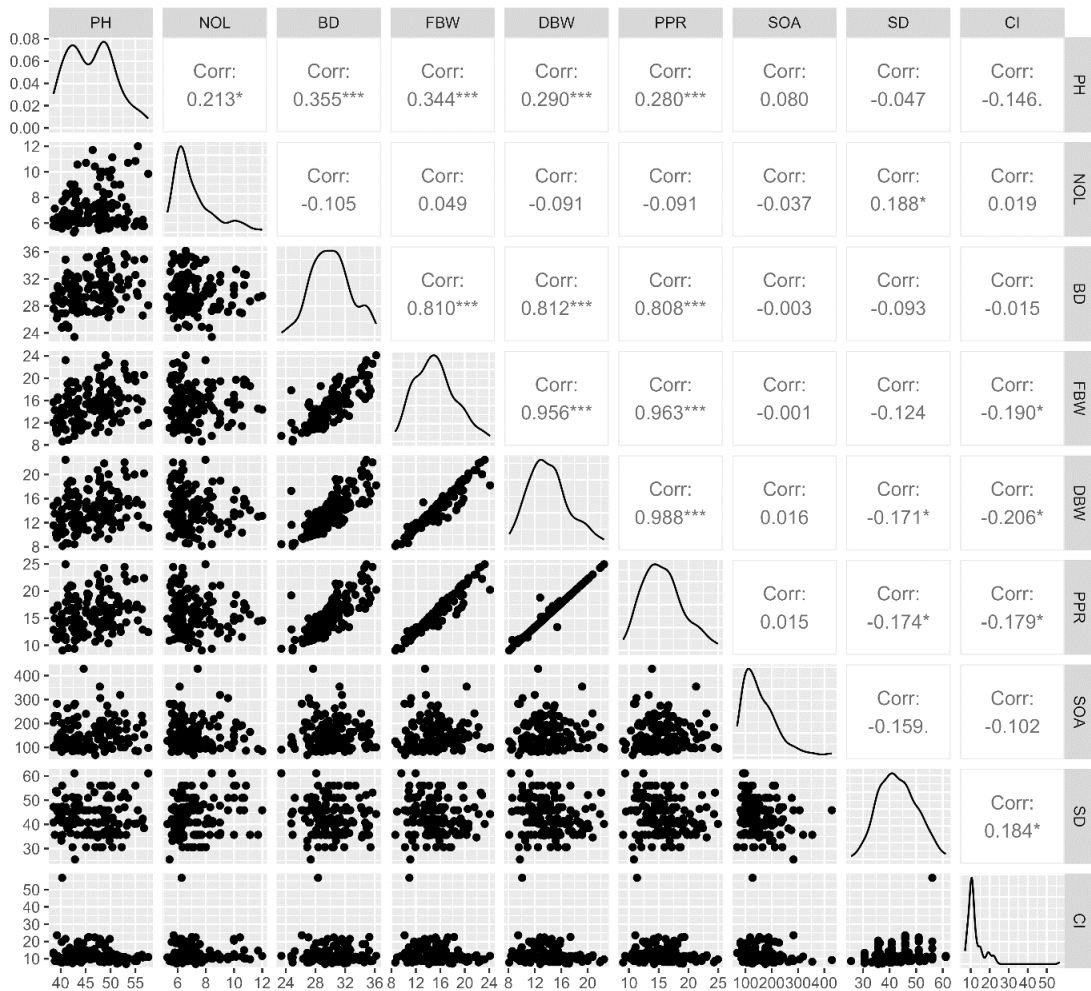 PH NOL BD FBW DBW PPR SOA SD CI
0.08
0.06
0.04
0.02
0.00
Corr: Corr: Corr: Corr: Corr: Corr: Corr: Corr:
0.213* 0.355*** 0.344*** 0.290*** 0.280*** 0.080 -0.047 -0.146.
PH
12
10
8
6
Corr: Corr: Corr: Corr: Corr: Corr: Corr:
-0.105 0.049 -0.091 -0.091 -0.037 0.188* 0.019
NOL
36
32
28
24
Corr: Corr: Corr: Corr: Corr: Corr:
0.810*** 0.812*** 0.808*** -0.003 -0.093 -0.015
BD
24
20
16
12
8
Corr: Corr: Corr: Corr: Corr:
0.956*** 0.963*** -0.001 -0.124 -0.190*
FBW
20
16
12
8
Corr: Corr: Corr: Corr:
0.988*** 0.016 -0.171* -0.206*
DBW
25
20
15
10
Corr: Corr: Corr:
0.015 -0.174* -0.179*
PPR
400
300
200
100
Corr: Corr:
-0.159. -0.102
SOA
60
50
40
30
Corr:
0.184*
SD
50
40
30
20
10
CI
40 45 50 55 6 8 10 12 24 28 32 36 8 12 16 20 24 8 12 16 20 10 15 20 25 100 200 300 400 30 40 50 60 10 20 30 40 50